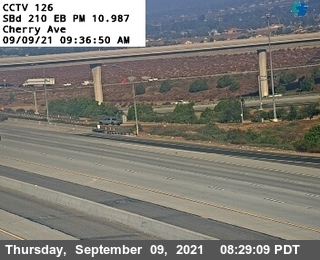 CCTV 126
SBd 210 EB PM 10.987
Cherry Ave
09/09/21 09:36:50 AM
Thursday, September 09, 2021 08:29:09 PDT